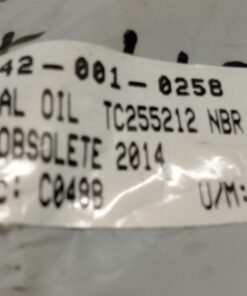 42-001-0258
AL OIL TC255212 NBR
OBSOLETE 2014
C: C049B U/M: